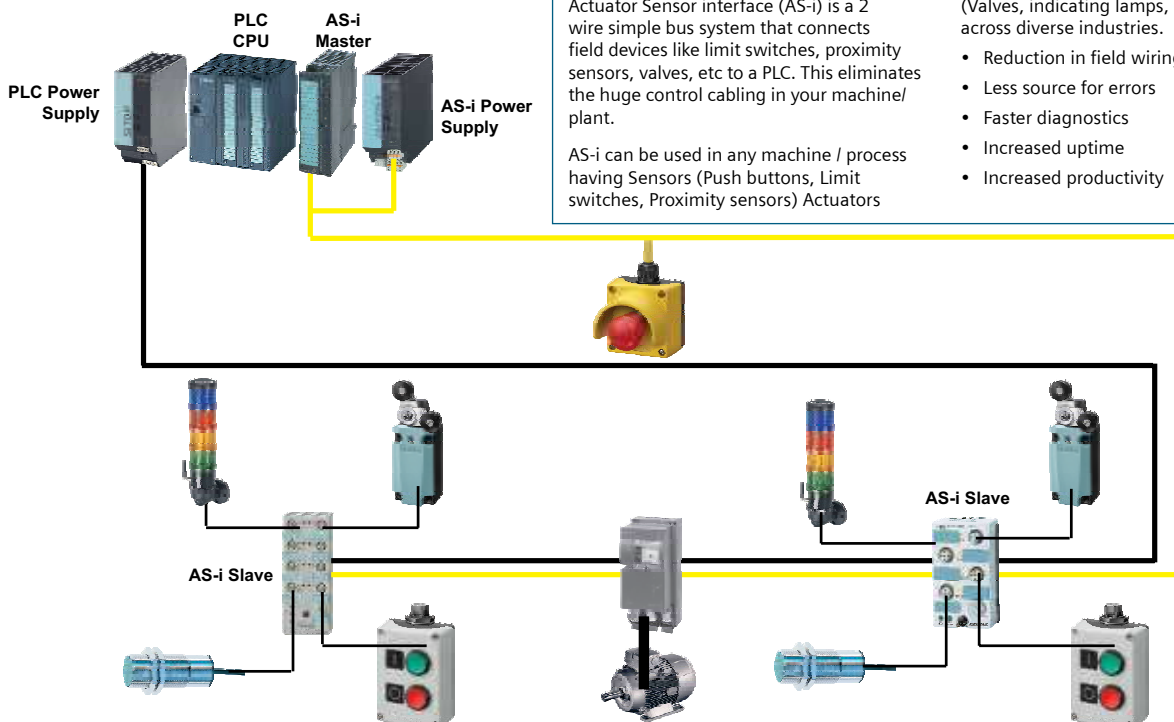 PLC
CPU
AS-i
Master
PLC Power
Supply
AS-i Power
Supply
Actuator Sensor interface (AS-i) is a 2
wire simple bus system that connects
field devices like limit switches, proximity
sensors, valves, etc to a PLC. This eliminates
the huge control cabling in your machine/
plant.
AS-i can be used in any machine / process
having Sensors (Push buttons, Limit
switches, Proximity sensors) Actuators
(Valves, indicating lamps,
across diverse industries.
• Reduction in field wiring
• Less source for errors
• Faster diagnostics
• Increased uptime
• Increased productivity
AS-i Slave
AS-i Slave